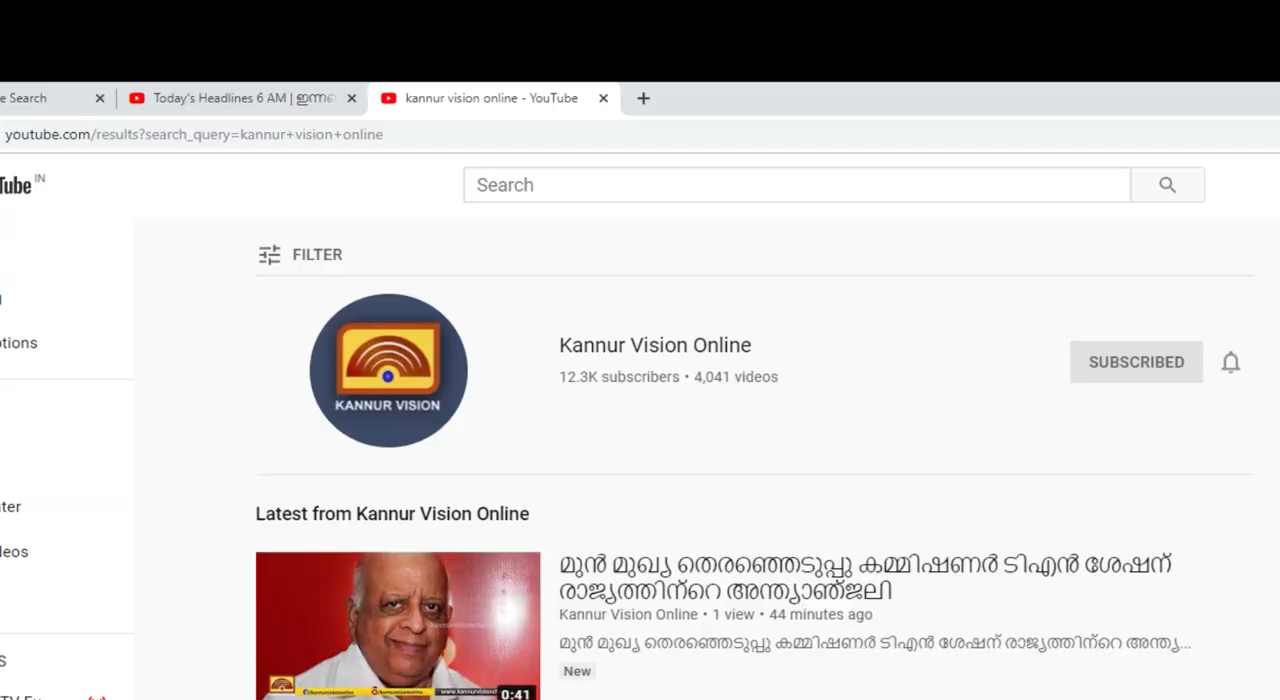 e Search
Today's Headlines 6 AM | ഇന്നത
kannur vision online - YouTube
youtube.com/results?search_query=kannur+vision+online
Tube IN
Search
FILTER
KANNUR VISION
Kannur Vision Online
12.3K subscribers • 4,041 videos
SUBSCRIBED
Latest from Kannur Vision Online
മുൻ മുഖ്യ തെരഞ്ഞെടുപ്പു കമ്മിഷണർ ടിഎൻ ശേഷന്
രാജ്യത്തിന്റെ അന്ത്യാഞ്ജലി
Kannur Vision Online • 1 view • 44 minutes ago
മുൻ മുഖ്യ തെരഞ്ഞെടുപ്പു കമ്മിഷണർ ടിഎൻ ശേഷന് രാജ്യത്തിന്റെ അന്ത്യ...
New
0:41